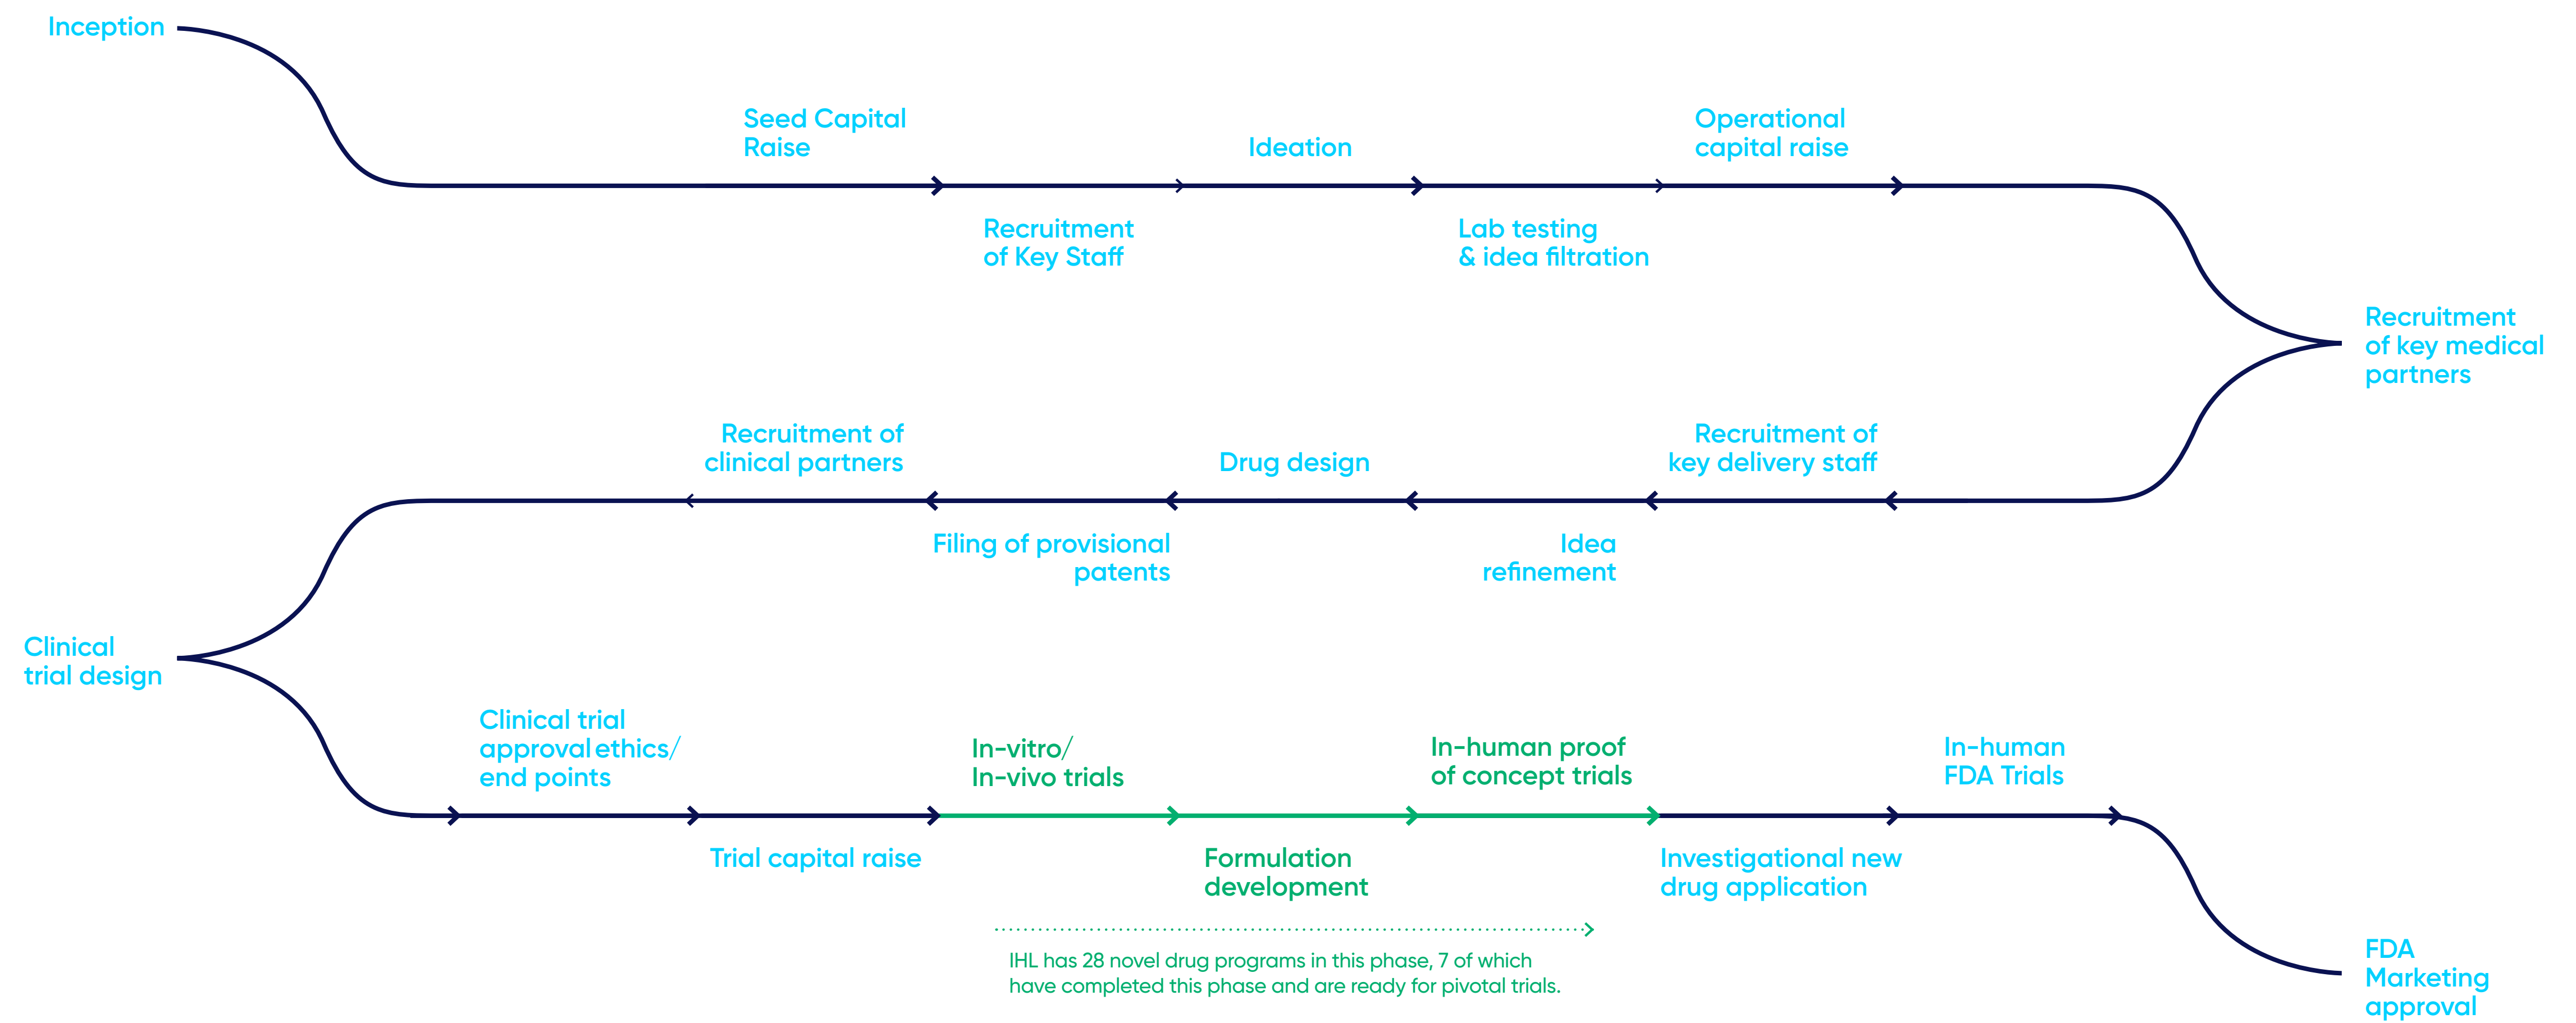 Inception
Seed Capital
Raise
Recruitment
of Key Staff
Ideation
Lab testing
& idea filtration
Operational
capital raise
Recruitment
of key medical
partners
Recruitment of
key delivery staff
Idea
refinement
Drug design
Filing of provisional
patents
Recruitment of
clinical partners
Clinical
trial design
Clinical trial
approval ethics/
end points
Trial capital raise
In-vitro/
In-vivo trials
Formulation
development
In-human proof
of concept trials
Investigational new
drug application
In-human
FDA Trials
FDA
Marketing
approval
IHL has 28 novel drug programs in this phase, 7 of which
have completed this phase and are ready for pivotal trials.